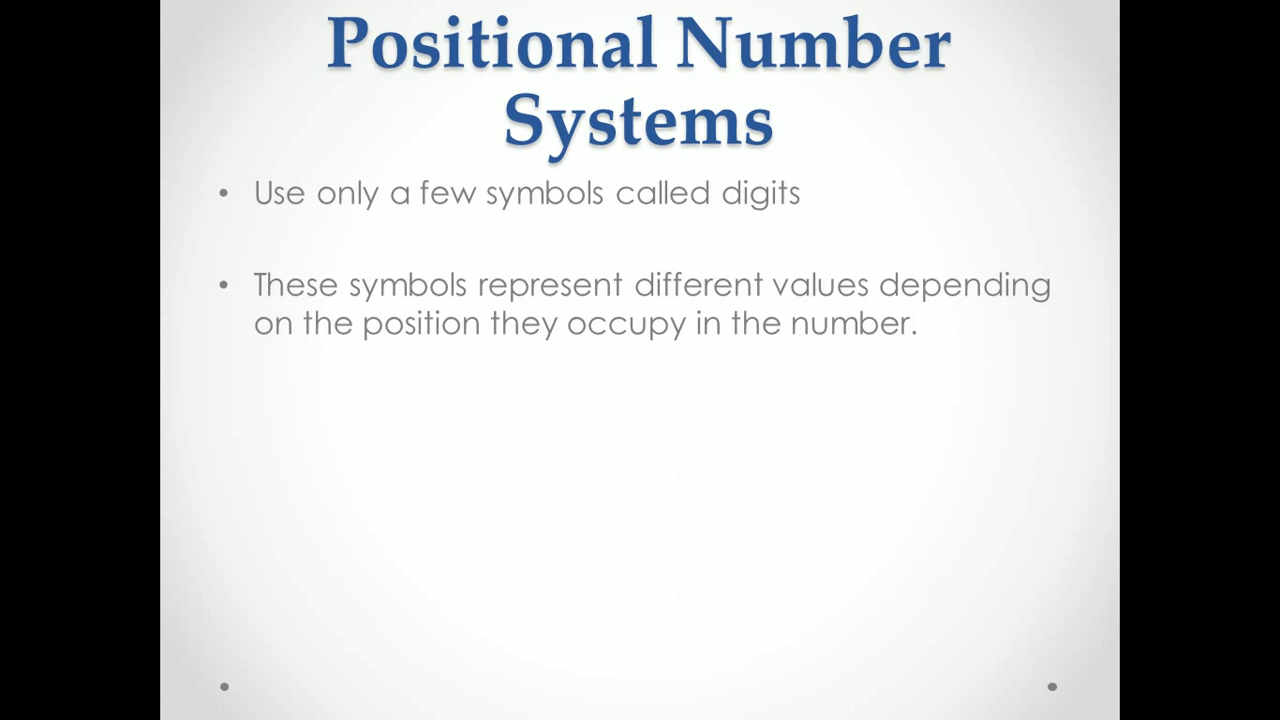 Positional Number
Systems
• Use only a few symbols called digits
• These symbols represent different values depending
on the position they occupy in the number.